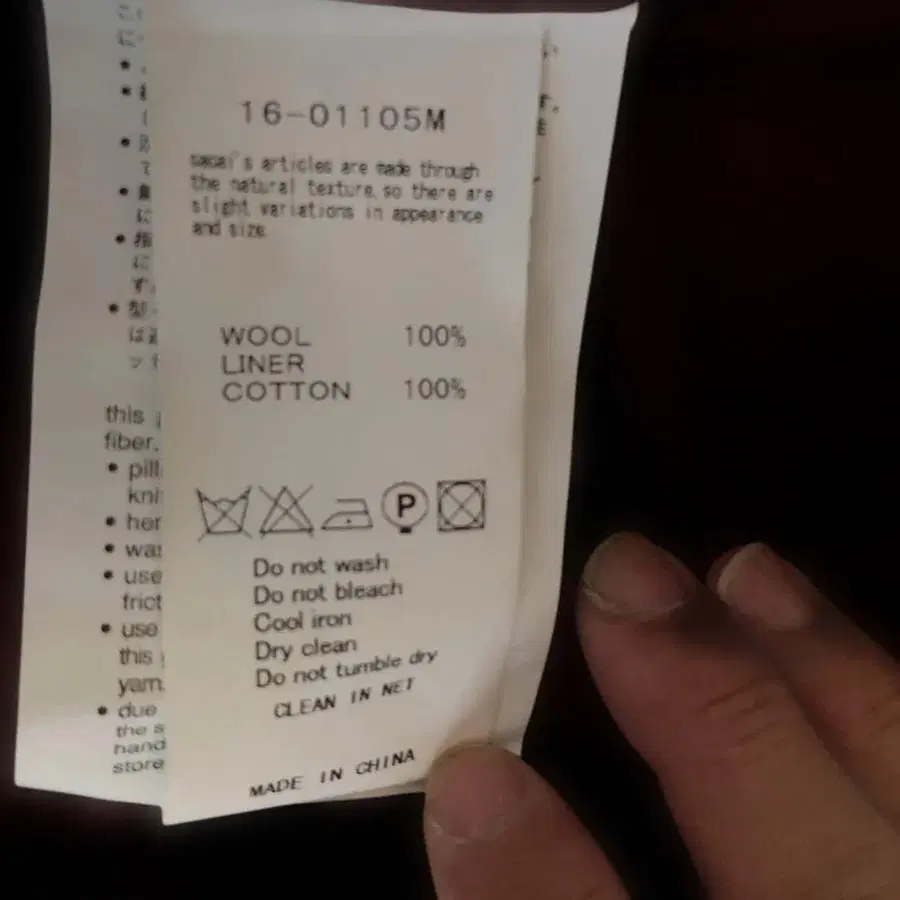 16-01105M
sacai's articles are made through
the natural texture, so there are
slight variations in appearance
and size.
WOOL 100%
LINER
COTTON 100%
P
Do not wash
Do not bleach
Cool iron
Dry clean
Do not tumble dry
CLEAN IN NET
MADE IN CHINA
this
fiber.
• pill
kni
• her
• was
• use
frict
• use
this
yarn.
• due
the s
hand
store